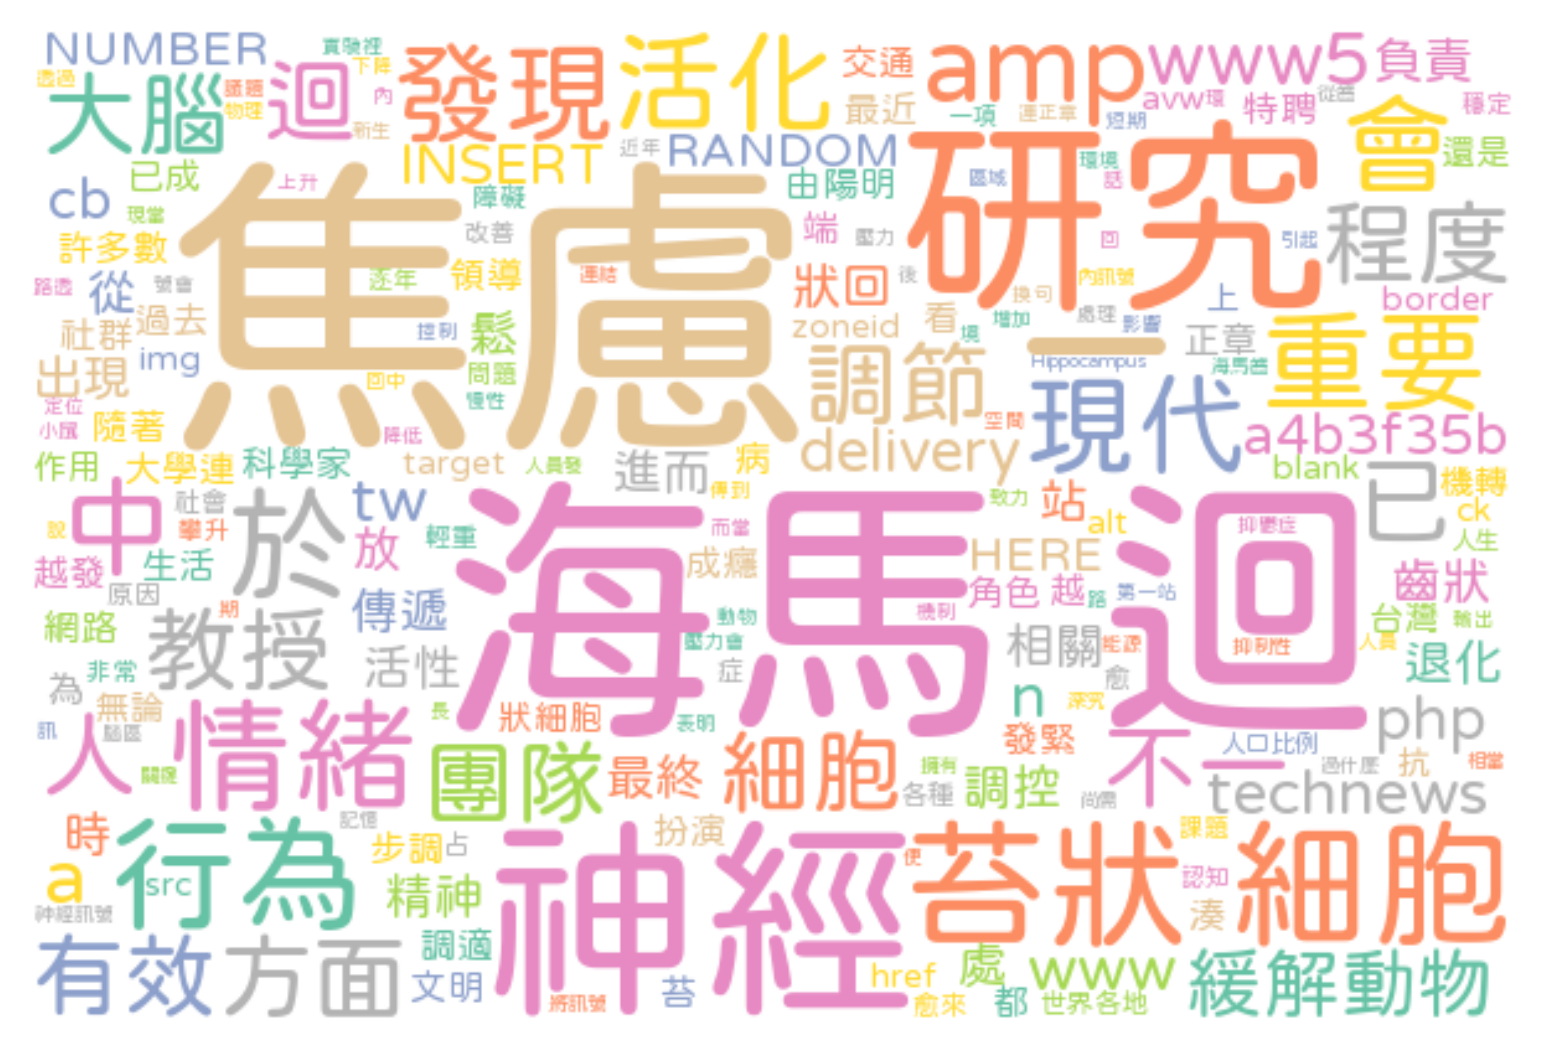 NUMBER
實驗裡
透過
大腦
臟題
物理
迴
下降
內
新生
發現
活化
交通
最近
amp
www5
負責
avw
環
特聘
從舊
穩定
一項
運正章
短期
會
還是
INSERT
近年
RANDOM
研究
環境
話
區域
cb
已成
現當
上升
障礙
改善
由陽明
端
壓力
程度
許多數
焦慮
連結
回
引起
路透
從
號會
逐年
領導
狀回
後
內訊號
換句
上
border
社群
過去
控制
鬆
zoneid
看
境
增加
處理
影響
正章
重要
出現
img
回中
問題
慢性
調節
一
Hippocampus
海馬舊
定位
小鼠
隨著
降低
空間
現代
a4b3f35b
作用
大學連
科學家
target
人員發
進而
病
得到
delivery
blank
已
機轉
中
社會
於
tw
致力
站
alt
ck
說
攀升
放
輕重
海馬迴
而當
抑鬱症
人生
越發
生活
成癮
HERE
齒狀
原因
期
傳遞
動物
機制
角色
越
路
第一站
網路
教授
壓力會
台灣
輸出
非常
活性
症
相關
能源
抑制性
人員
退化
為
無論
愈
n
深究
php
訊
腦區
人
情緒
長
狀細胞
表明
發緊
不
人口比例
關鍵
團隊
最終
細胞
擁有
各種
調控
尚需
一
過什麼
抗
相當
technews
時
記憶
行為
步調
占
扮演
課題
a
src
神經
便
苔狀細胞
認知
精神
神經訊號
湊
有效
方面
調適
文明
將訊號
苔
href
愈來
處
都
www
世界各地
緩解動物